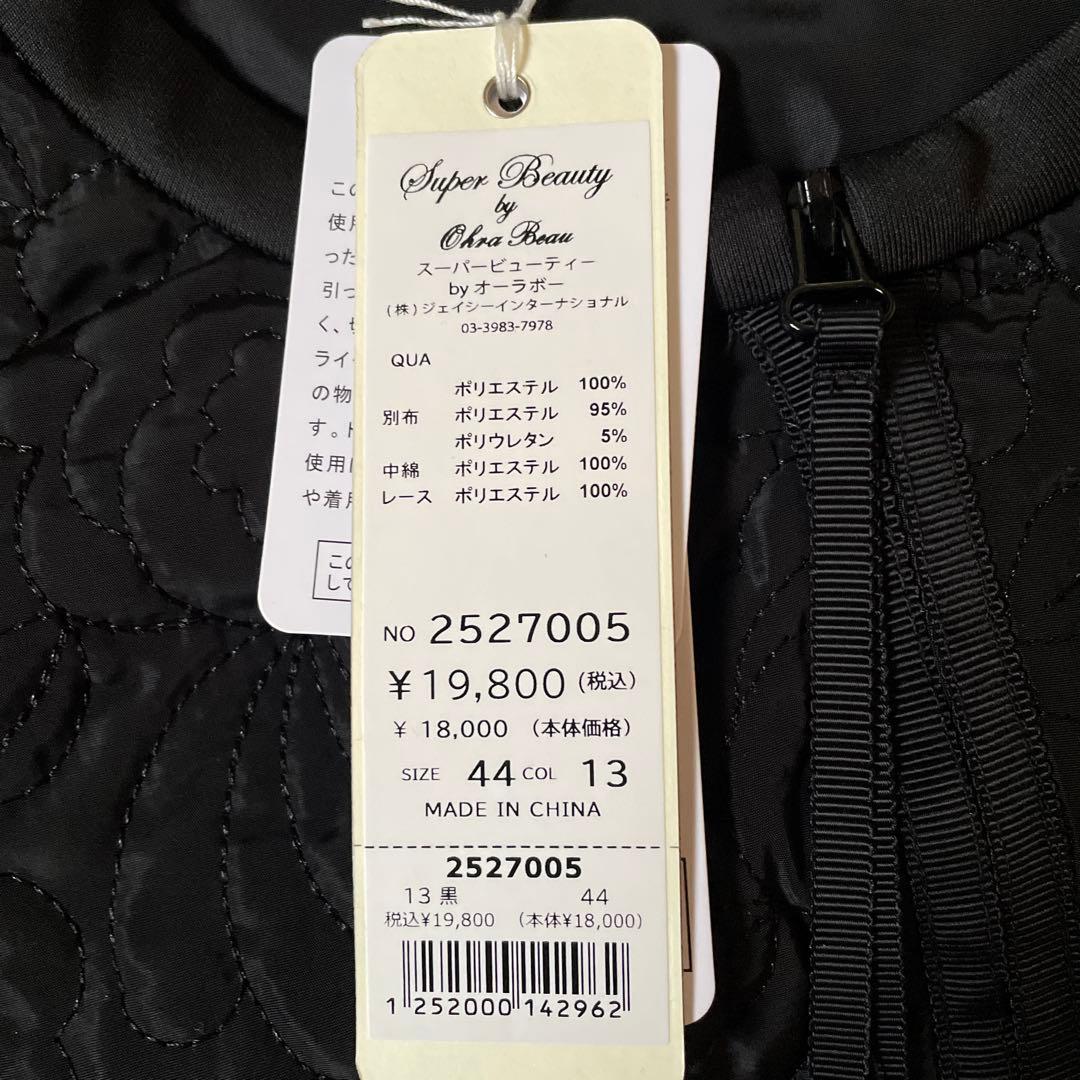 Super Beauty
by
Ohra Beau
スーパービューティー
by オーラボー
(株)ジェイシーインターナショナル
03-3983-7978
QUA
ポリエステル 100%
別布 ポリエステル 95%
ポリウレタン 5%
中綿 ポリエステル 100%
レース ポリエステル 100%
NO 2527005
¥19,800 (税込)
¥ 18,000 (本体価格)
SIZE 44 COL 13
MADE IN CHINA
2527005
13 黒 44
税込¥19,800 (本体¥18,000)
1 252000 142962
使用
った
引っ
く、
ライ
の物
す。
使用
や着用
この
して